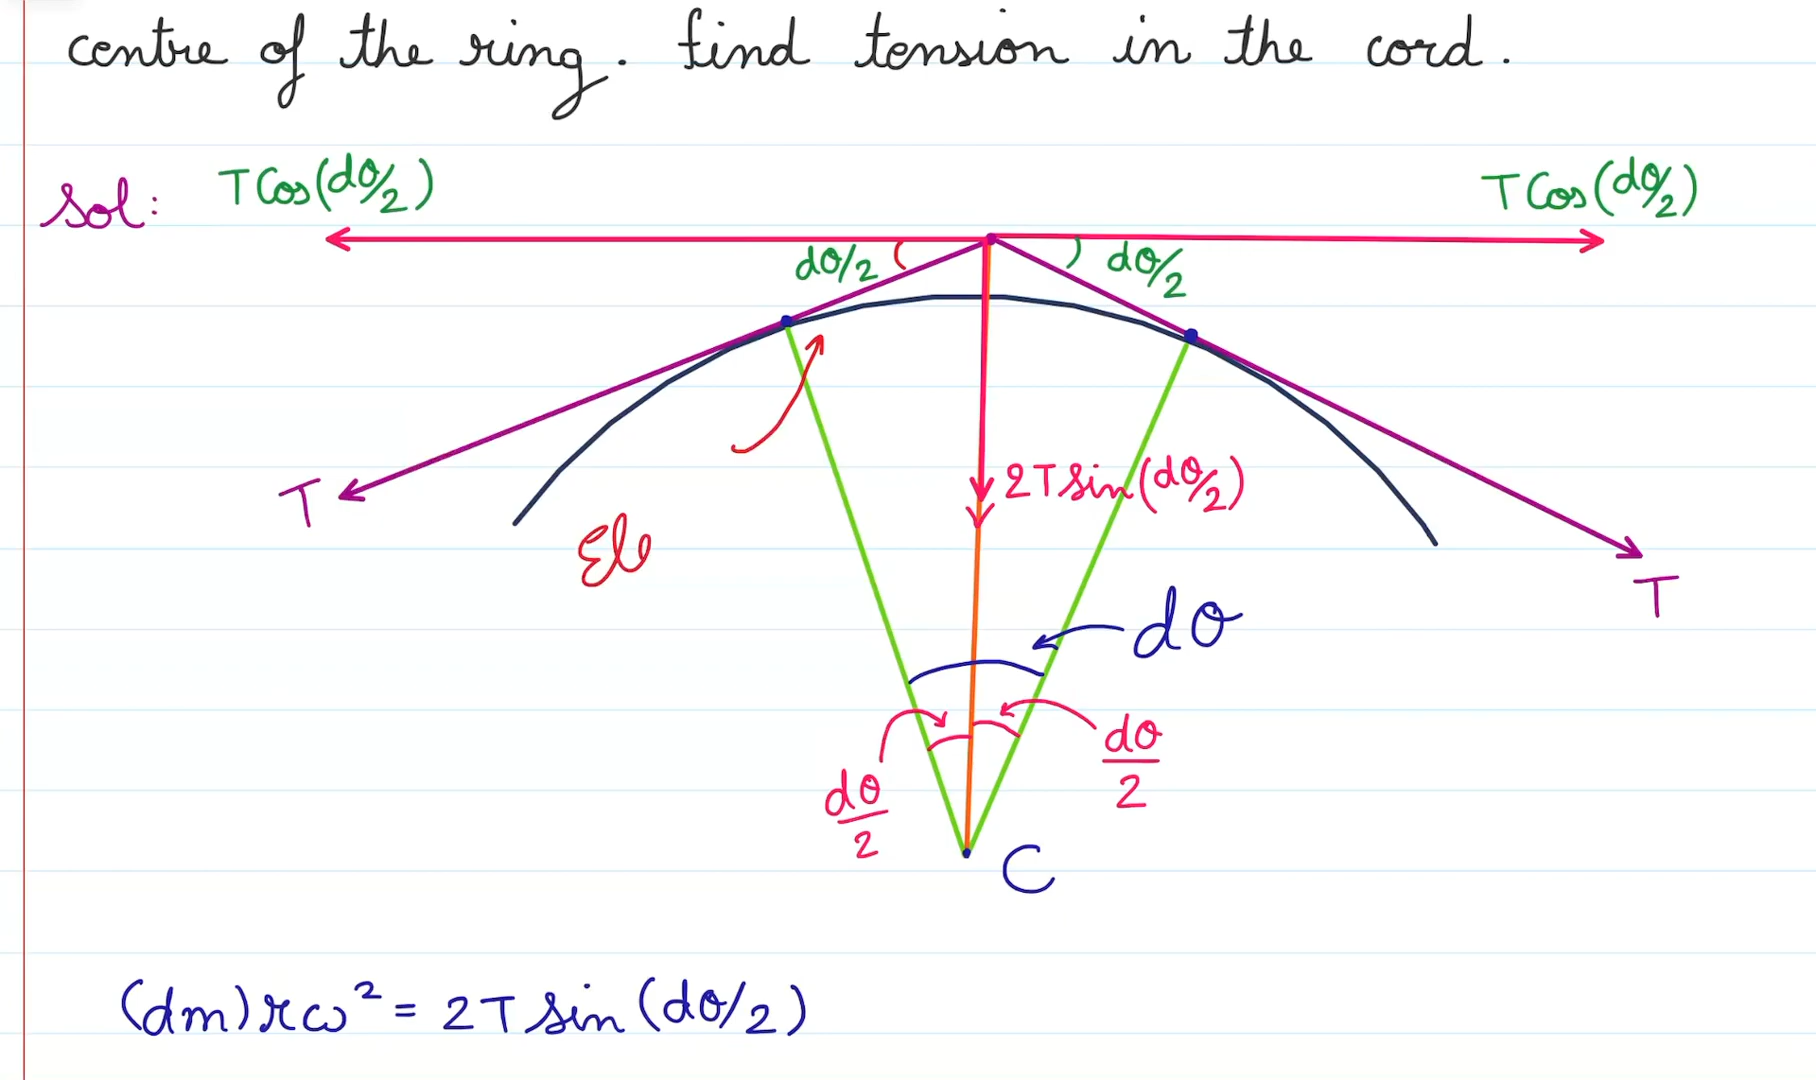 centre of the ring. find tension in the cord.
Sol:
TCos(dθ/2)
TCos(dθ/2)
dθ/2
dθ/2
T
2TSin(dθ/2)
Ele
T
dθ
dθ/2
dθ/2
C
(dm)rω² = 2TSin(dθ/2)